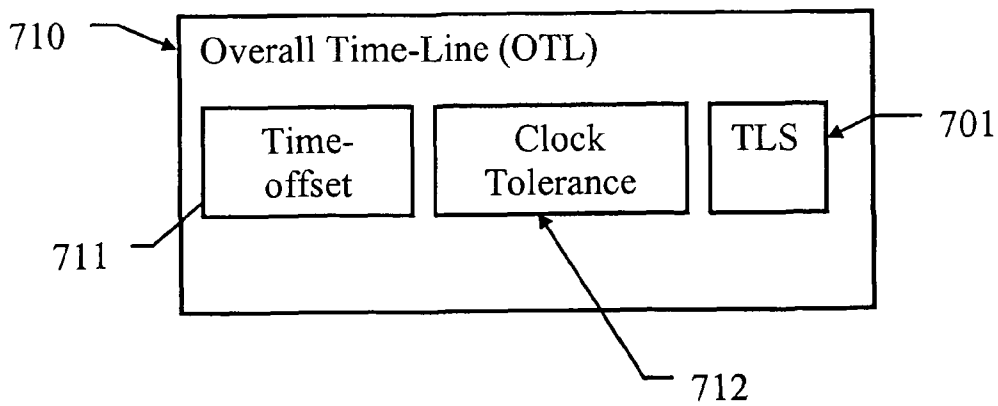 710
Overall Time-Line (OTL)
Time-
offset
Clock
Tolerance
TLS
701
711
712